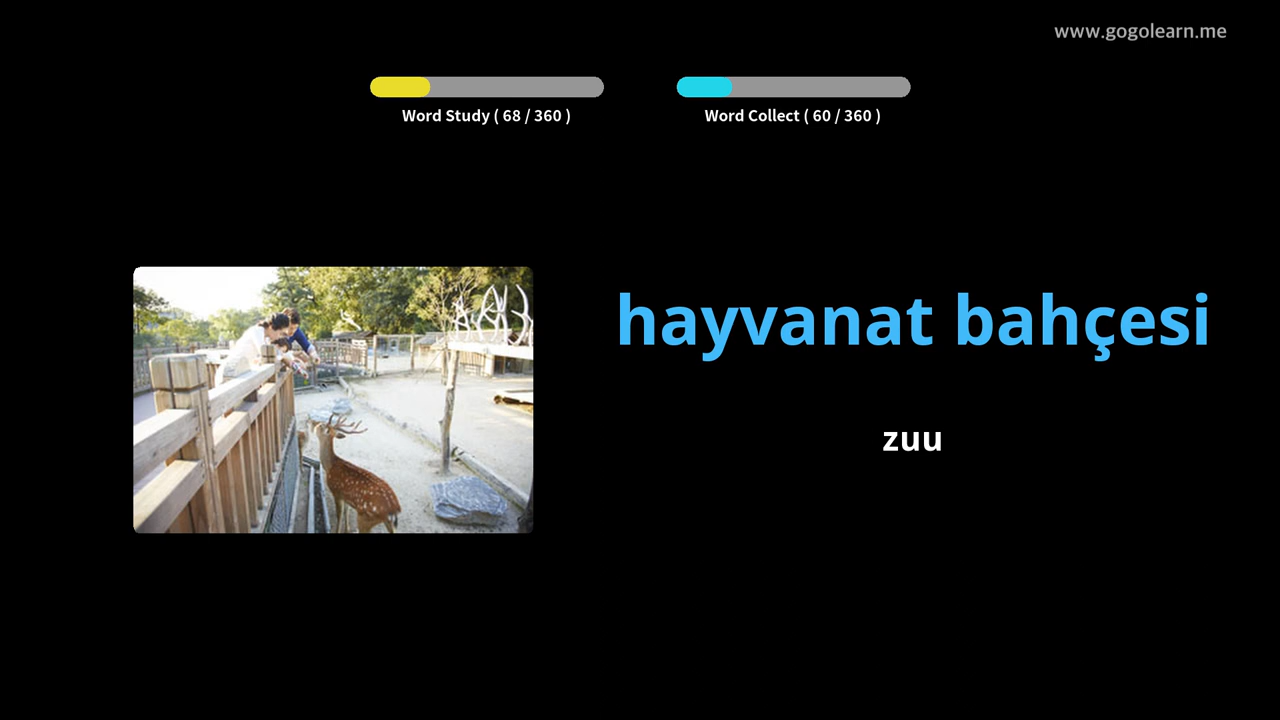 www.gogolearn.me
Word Study ( 68 / 360 )
Word Collect ( 60 / 360 )
hayvanat bahçesi
zuu